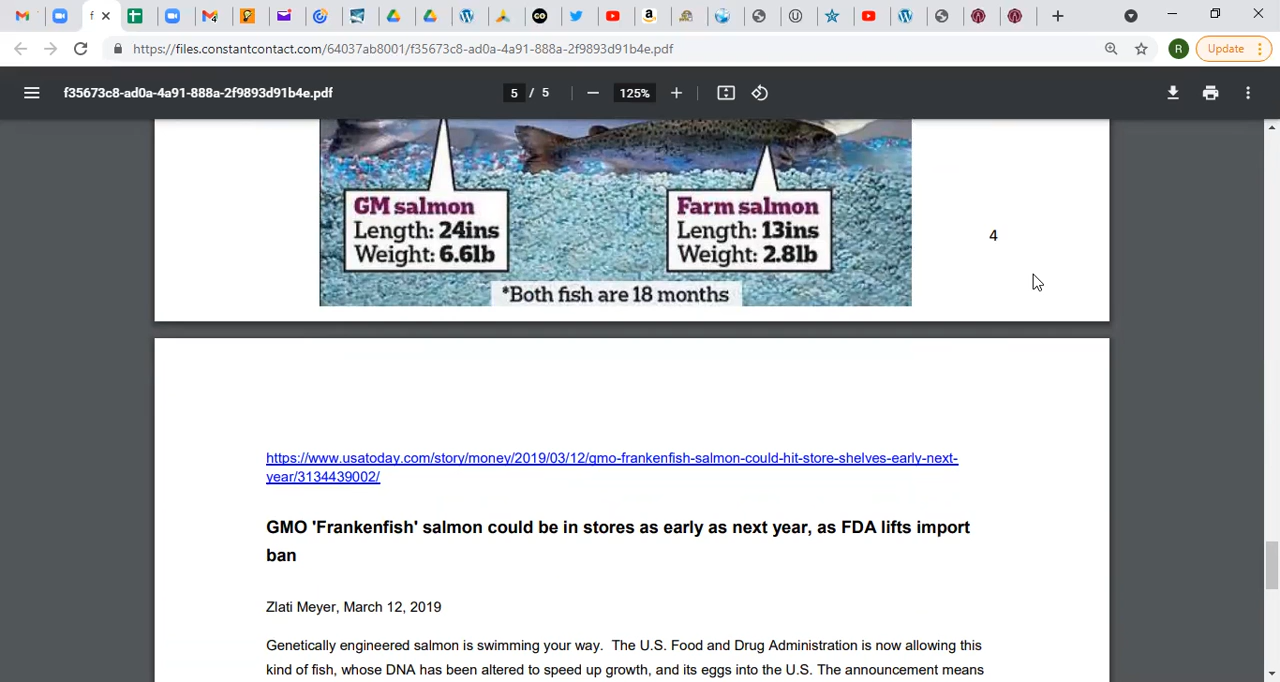 https://files.constantcontact.com/64037ab8001/f35673c8-ad0a-4a91-888a-2f9893d91b4e.pdf
R
Update
f35673c8-ad0a-4a91-888a-2f9893d91b4e.pdf
5 / 5
125%
GM salmon
Length: 24ins
Weight: 6.6lb
Farm salmon
Length: 13ins
Weight: 2.8lb
*Both fish are 18 months
4
https://www.usatoday.com/story/money/2019/03/12/gmo-frankenfish-salmon-could-hit-store-shelves-early-next-
year/3134439002/
GMO 'Frankenfish' salmon could be in stores as early as next year, as FDA lifts import
ban
Zlati Meyer, March 12, 2019
Genetically engineered salmon is swimming your way.  The U.S. Food and Drug Administration is now allowing this
kind of fish, whose DNA has been altered to speed up growth, and its eggs into the U.S. The announcement means